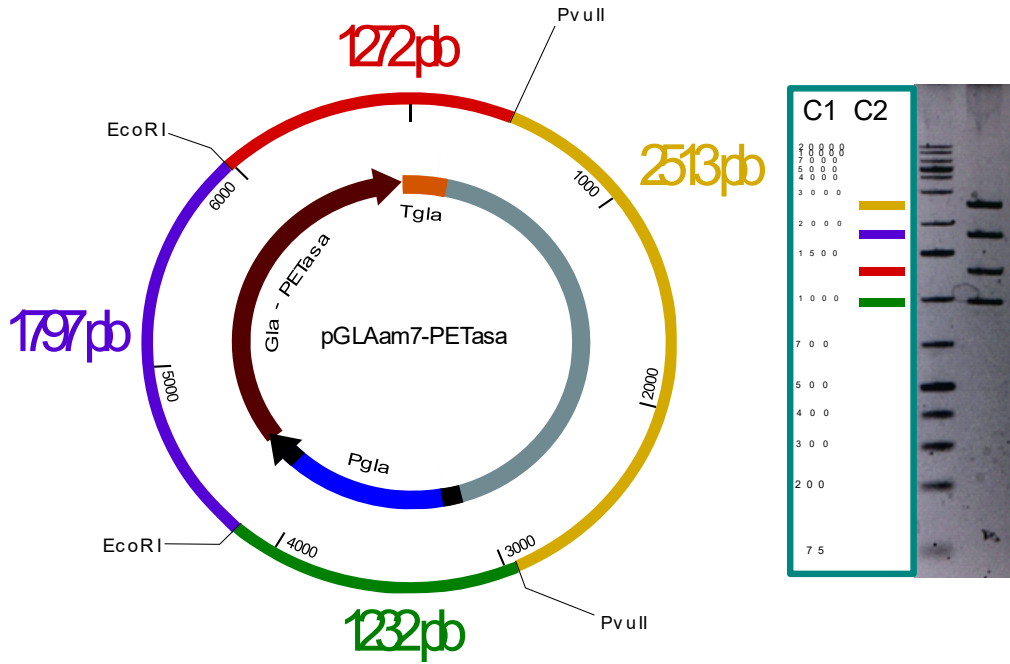 PvuII
1272pb
EcoRI
2513pb
6000
1000
Tgla
Gla - PETasa
1797pb
pGLAam7-PETasa
5000
2000
Pgla
EcoRI
4000
3000
1232pb
PvuII
C1 C2
20000
10000
7000
5000
4000
3000
2000
1500
1000
700
500
400
300
200
75